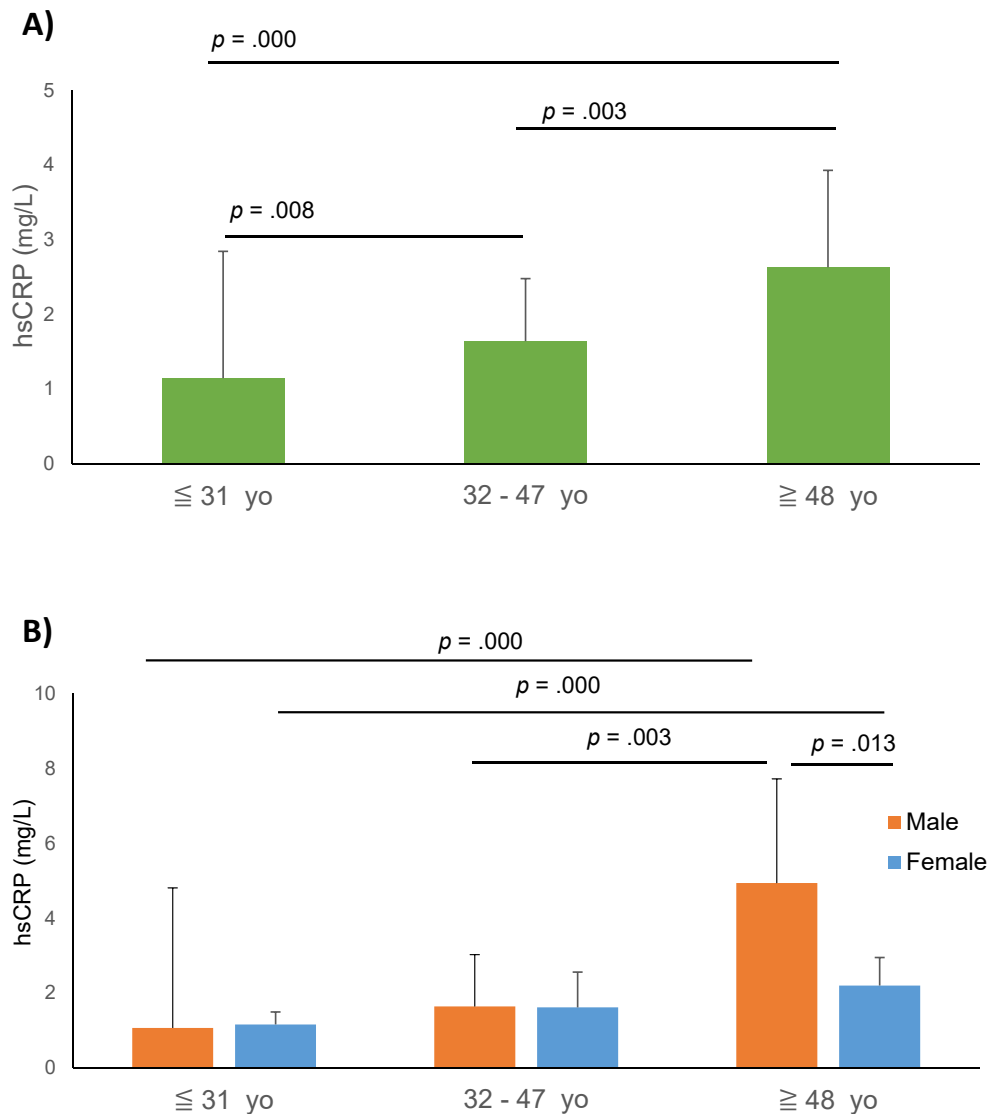 A)
p = .000
p = .003
p = .008
hsCRP (mg/L)
5
4
3
2
1
0
≦ 31 yo
32 - 47 yo
≧ 48 yo
B)
p = .000
p = .000
p = .003
p = .013
hsCRP (mg/L)
10
8
6
4
2
0
Male
Female
≦ 31 yo
32 - 47 yo
≧ 48 yo